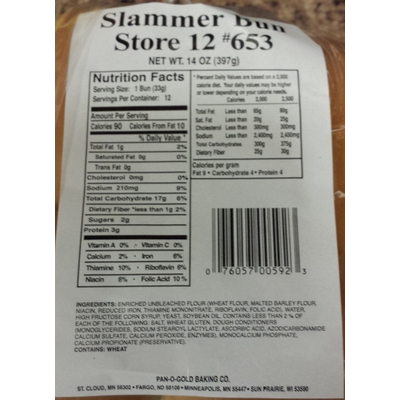 Slammer Bun
Store 12 #653
NET WT. 14 OZ (397g)
Nutrition Facts
Serving Size: 1 Bun (33g)
Servings Per Container: 12
Amount Per Serving
Calories 90 Calories From Fat 10
% Daily Value*
Total Fat 1g 2%
Saturated Fat 0g 0%
Trans Fat 0g
Cholesterol 0mg 0%
Sodium 210mg 9%
Total Carbohydrate 17g 6%
Dietary Fiber *less than 1g 2%
Sugars 2g
Protein 3g
Vitamin A 0% · Vitamin C 0%
Calcium 2% · Iron 6%
Thiamine 10% · Riboflavin 6%
Niacin 6% · Folic Acid 10%
* Percent Daily Values are based on a 2,000
calorie diet. Your daily values may be higher
or lower depending on your calorie needs.
Calories 2,000 2,500
Total Fat Less than 65g 80g
Sat. Fat Less than 20g 25g
Cholesterol Less than 300mg 300mg
Sodium Less than 2,400mg 2,400mg
Total Carbohydrates 300g 375g
Dietary Fiber 25g 30g
Calories per gram
Fat 9 · Carbohydrate 4 · Protein 4
0 76057 00592 3
INGREDIENTS: ENRICHED UNBLEACHED FLOUR (WHEAT FLOUR, MALTED BARLEY FLOUR,
NIACIN, REDUCED IRON, THIAMINE MONONITRATE, RIBOFLAVIN, FOLIC ACID), WATER,
HIGH FRUCTOSE CORN SYRUP, YEAST, SOYBEAN OIL, CONTAINS LESS THAN 2 % OF
EACH OF THE FOLLOWING: SALT, WHEAT GLUTEN, DOUGH CONDITIONERS
(MONOGLYCERIDES, SODIUM STEAROYL LACTYLATE, ASCORBIC ACID, AZODICARBONAMIDE
CALCIUM SULFATE, CALCIUM PEROXIDE, ENZYMES), MONOCALCIUM PHOSPHATE,
CALCIUM PROPIONATE (PRESERVATIVE).
CONTAINS: WHEAT
PAN-O-GOLD BAKING CO.
ST. CLOUD, MN 56302 · FARGO, ND 58108 · MINNEAPOLIS, MN 55447 · SUN PRAIRIE, WI 53590